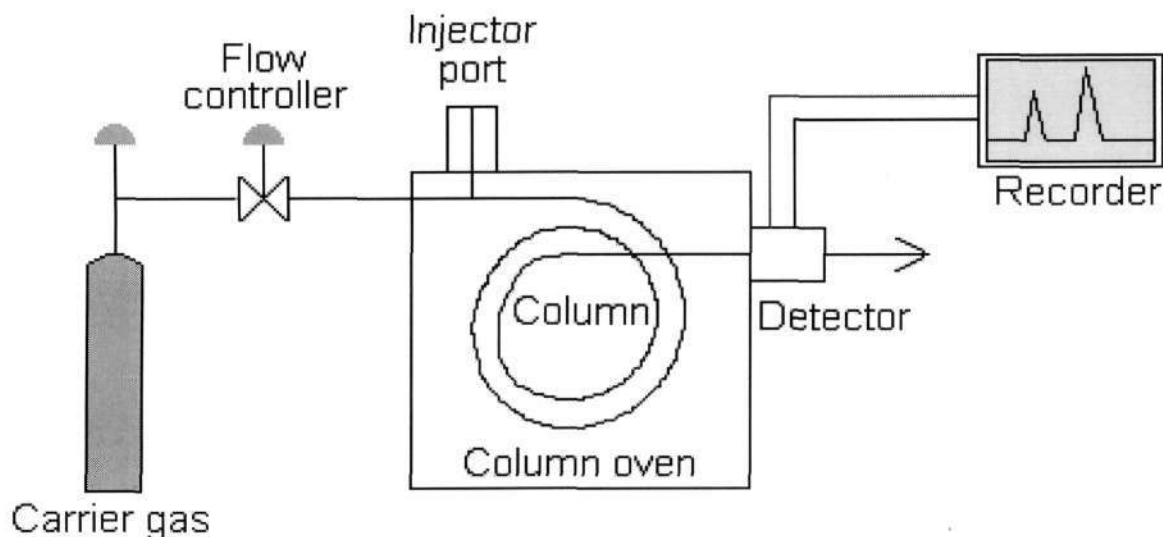 Injector
port
Flow
controller
Recorder
Column
Detector
Column oven
Carrier gas